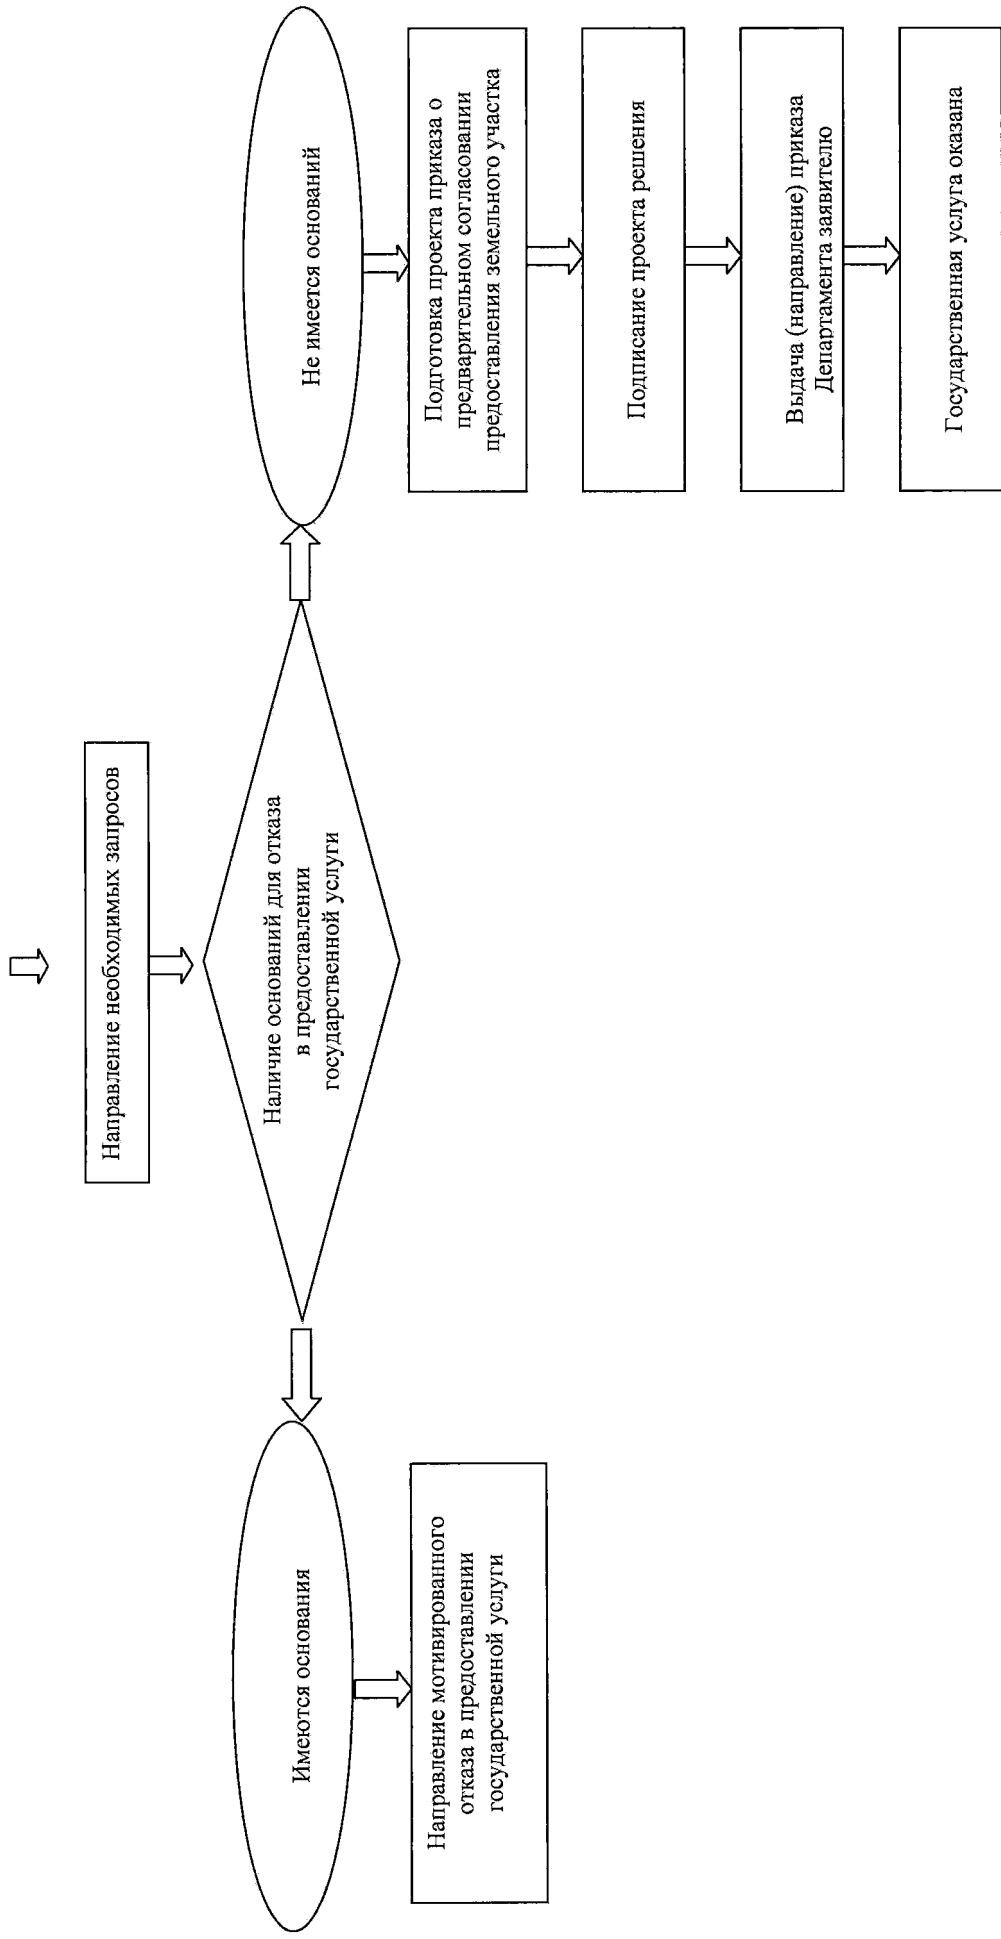 Направление необходимых запросов
Наличие оснований для отказа
в предоставлении
государственной услуги
Имеются основания
Направление мотивированного
отказа в предоставлении
государственной услуги
Не имеется оснований
Подготовка проекта приказа о
предварительном согласовании
предоставления земельного участка
Подписание проекта решения
Выдача (направление) приказа
Департамента заявителю
Государственная услуга оказана